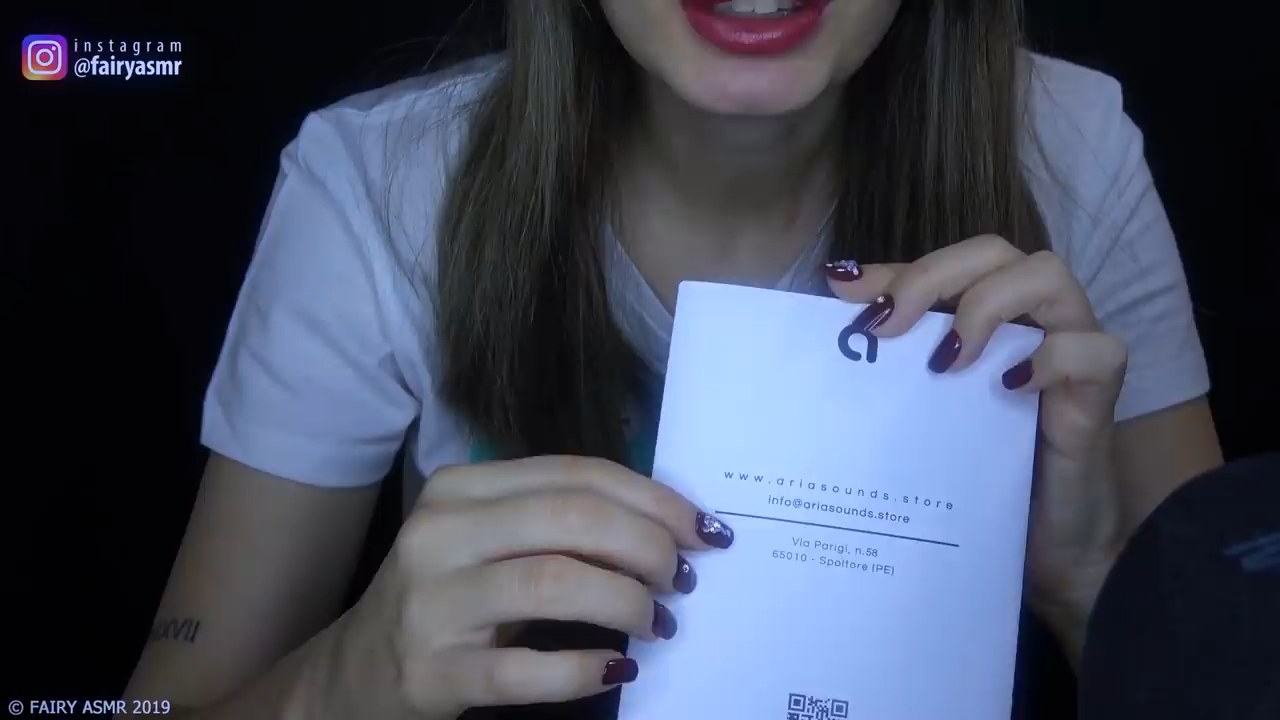 instagram
@fairyasmr
a
www.ariasounds.store
info@ariasounds.store
Via Parigi, n.58
65010 - Spoltore (PE)
© FAIRY ASMR 2019